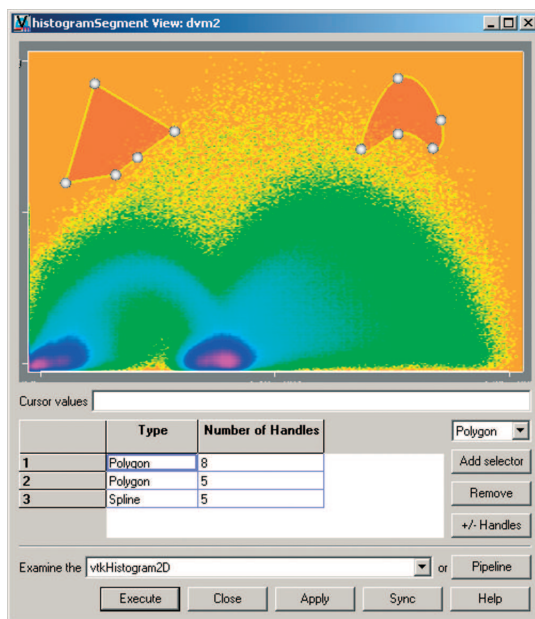 histogramSegment View: dvm2
Cursor values
Type Number of Handles
1 Polygon 8
2 Polygon 5
3 Spline 5
Polygon
Add selector
Remove
+/- Handles
Examine the vtkHistogram2D or Pipeline
Execute Close Apply Sync Help